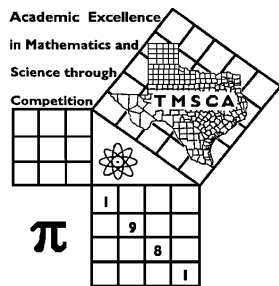 Academic Excellence
in Mathematics and
Science through
Competition
TMSCA
π
1
9
8
1